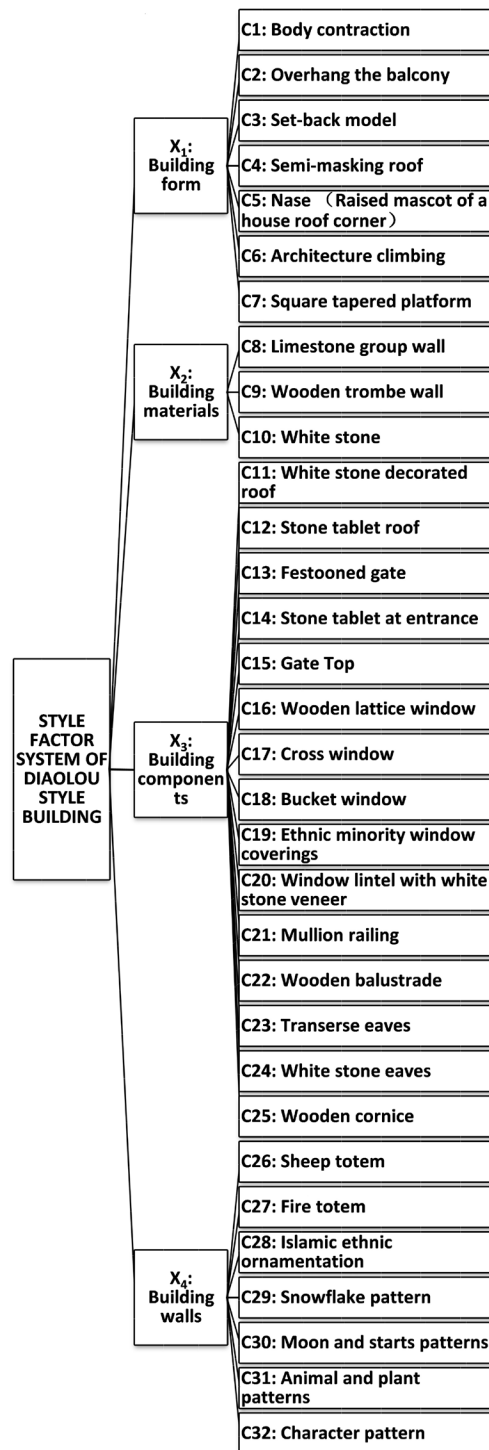 C1: Body contraction
C2: Overhang the balcony
C3: Set-back model
X1:
Building
form
C4: Semi-masking roof
C5: Nase （Raised mascot of a
house roof corner）
C6: Architecture climbing
C7: Square tapered platform
X2:
Building
materials
C8: Limestone group wall
C9: Wooden trombe wall
C10: White stone
C11: White stone decorated
roof
C12: Stone tablet roof
C13: Festooned gate
C14: Stone tablet at entrance
C15: Gate Top
C16: Wooden lattice window
STYLE
FACTOR
SYSTEM OF
DIAOLOU
STYLE
BUILDING
X3:
Building
componen
ts
C17: Cross window
C18: Bucket window
C19: Ethnic minority window
coverings
C20: Window lintel with white
stone veneer
C21: Mullion railing
C22: Wooden balustrade
C23: Transerse eaves
C24: White stone eaves
C25: Wooden cornice
C26: Sheep totem
C27: Fire totem
X4:
Building
walls
C28: Islamic ethnic
ornamentation
C29: Snowflake pattern
C30: Moon and starts patterns
C31: Animal and plant
patterns
C32: Character pattern